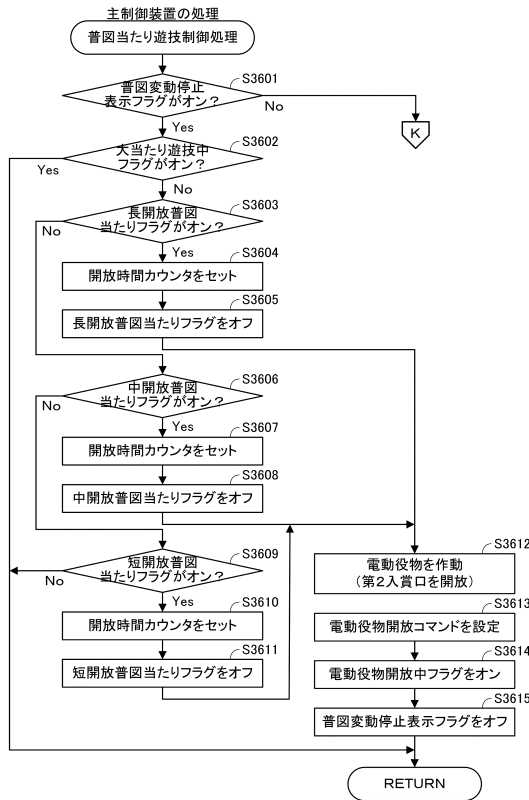 主制御装置の処理
普図当たり遊技制御処理
普図変動停止
表示フラグがオン？
S3601
No
K
Yes
大当たり遊技中
フラグがオン？
S3602
Yes
No
長開放普図
当たりフラグがオン？
S3603
No
Yes
S3604
開放時間カウンタをセット
S3605
長開放普図当たりフラグをオフ
中開放普図
当たりフラグがオン？
S3606
No
Yes
S3607
開放時間カウンタをセット
S3608
中開放普図当たりフラグをオフ
短開放普図
当たりフラグがオン？
S3609
No
Yes
S3610
開放時間カウンタをセット
S3611
短開放普図当たりフラグをオフ
S3612
電動役物を作動
（第２入賞口を開放）
S3613
電動役物開放コマンドを設定
S3614
電動役物開放中フラグをオン
S3615
普図変動停止表示フラグをオフ
RETURN